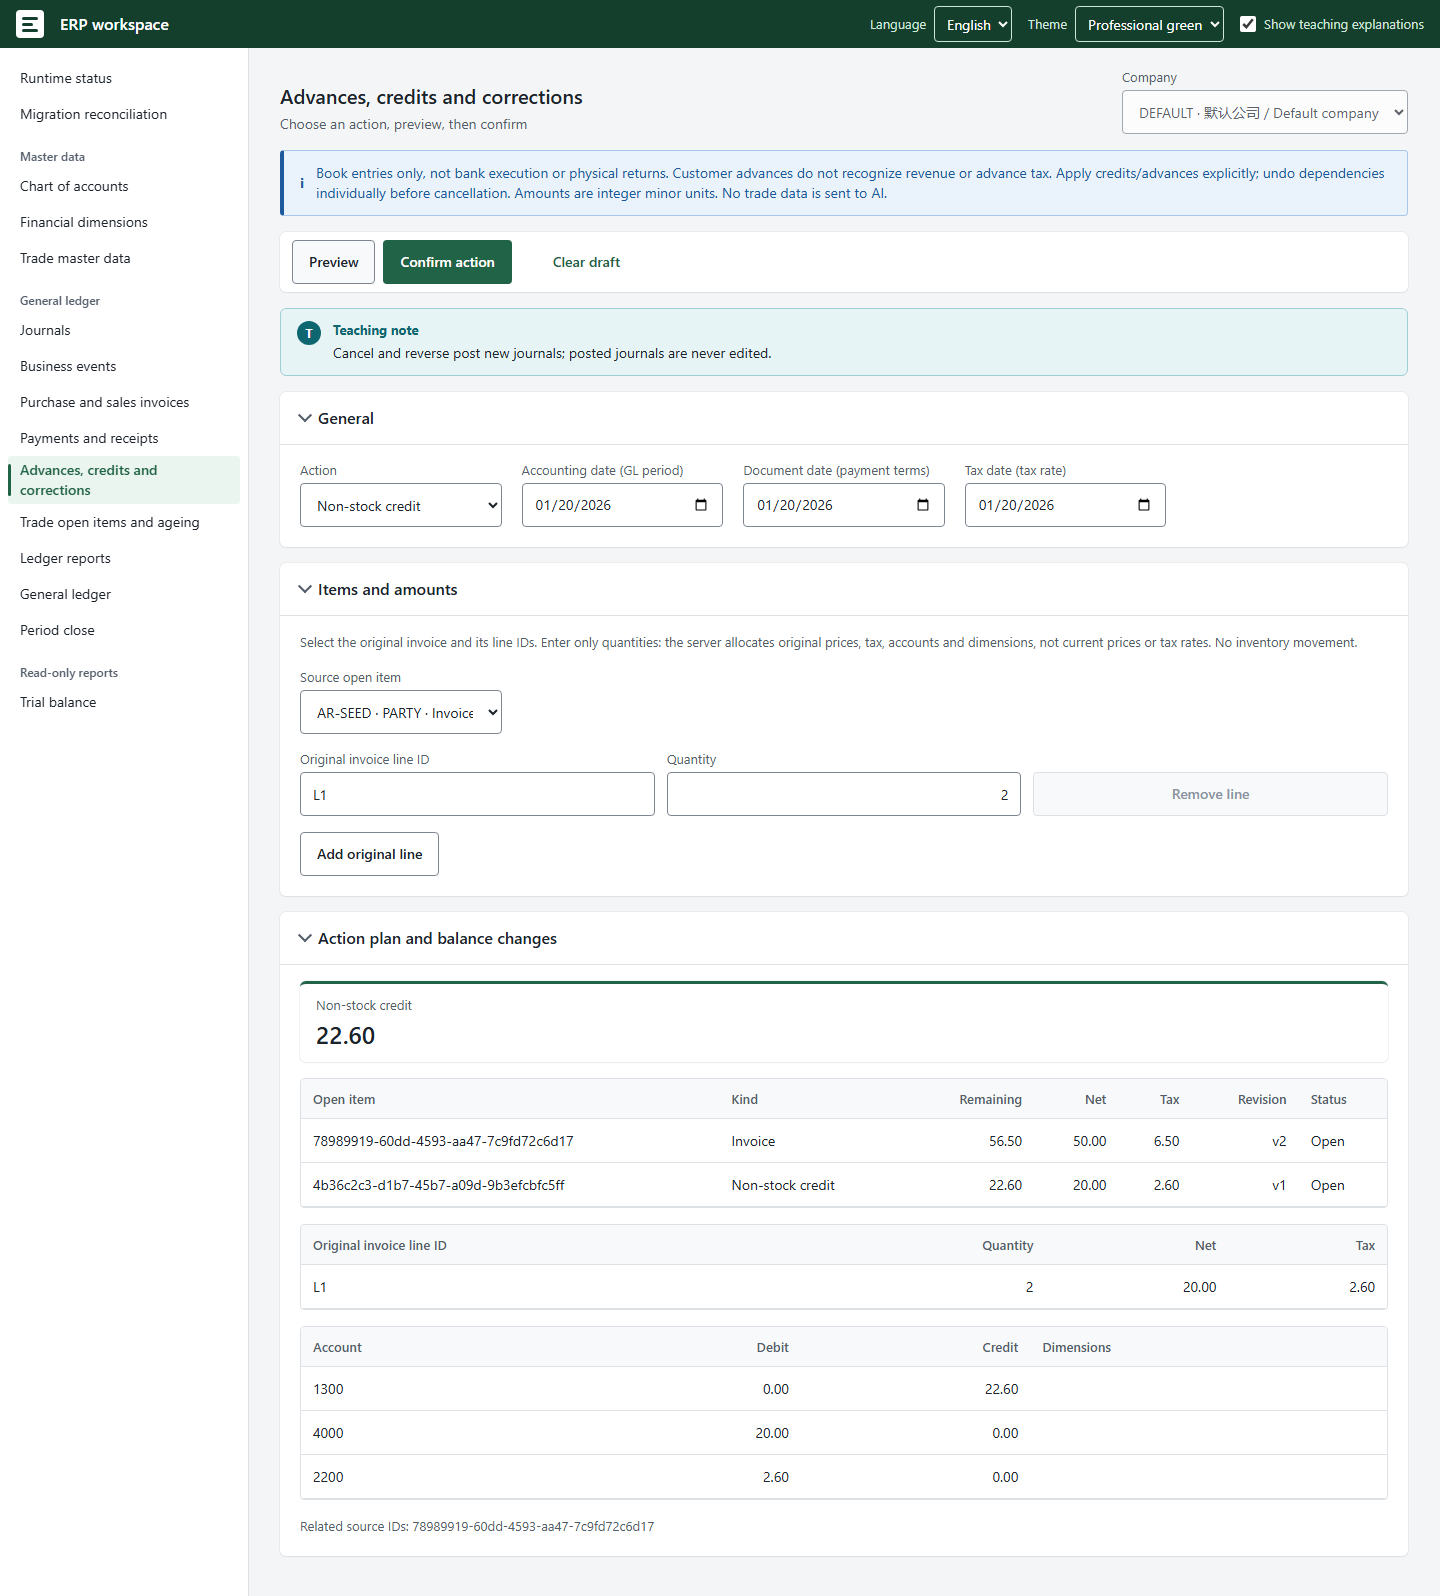 ERP workspace
Language
English
Theme
Professional green
Show teaching explanations
Runtime status
Migration reconciliation
Master data
Chart of accounts
Financial dimensions
Trade master data
General ledger
Journals
Business events
Purchase and sales invoices
Payments and receipts
Advances, credits and
corrections
Trade open items and ageing
Ledger reports
General ledger
Period close
Read-only reports
Trial balance
Advances, credits and corrections
Choose an action, preview, then confirm
Company
DEFAULT · 默认公司 / Default company
i
Book entries only, not bank execution or physical returns. Customer advances do not recognize revenue or advance tax. Apply credits/advances explicitly; undo dependencies
individually before cancellation. Amounts are integer minor units. No trade data is sent to AI.
Preview
Confirm action
Clear draft
T
Teaching note
Cancel and reverse post new journals; posted journals are never edited.
General
Action
Accounting date (GL period)
Document date (payment terms)
Tax date (tax rate)
Non-stock credit
01/20/2026
01/20/2026
01/20/2026
Items and amounts
Select the original invoice and its line IDs. Enter only quantities: the server allocates original prices, tax, accounts and dimensions, not current prices or tax rates. No inventory movement.
Source open item
AR-SEED · PARTY · Invoice
Original invoice line ID
Quantity
L1
2
Remove line
Add original line
Action plan and balance changes
Non-stock credit
22.60
Open item Kind Remaining Net Tax Revision Status
78989919-60dd-4593-aa47-7c9fd72c6d17 Invoice 56.50 50.00 6.50 v2 Open
4b36c2c3-d1b7-45b7-a09d-9b3efcbfc5ff Non-stock credit 22.60 20.00 2.60 v1 Open
Original invoice line ID Quantity Net Tax
L1 2 20.00 2.60
Account Debit Credit Dimensions
1300 0.00 22.60
4000 20.00 0.00
2200 2.60 0.00
Related source IDs: 78989919-60dd-4593-aa47-7c9fd72c6d17